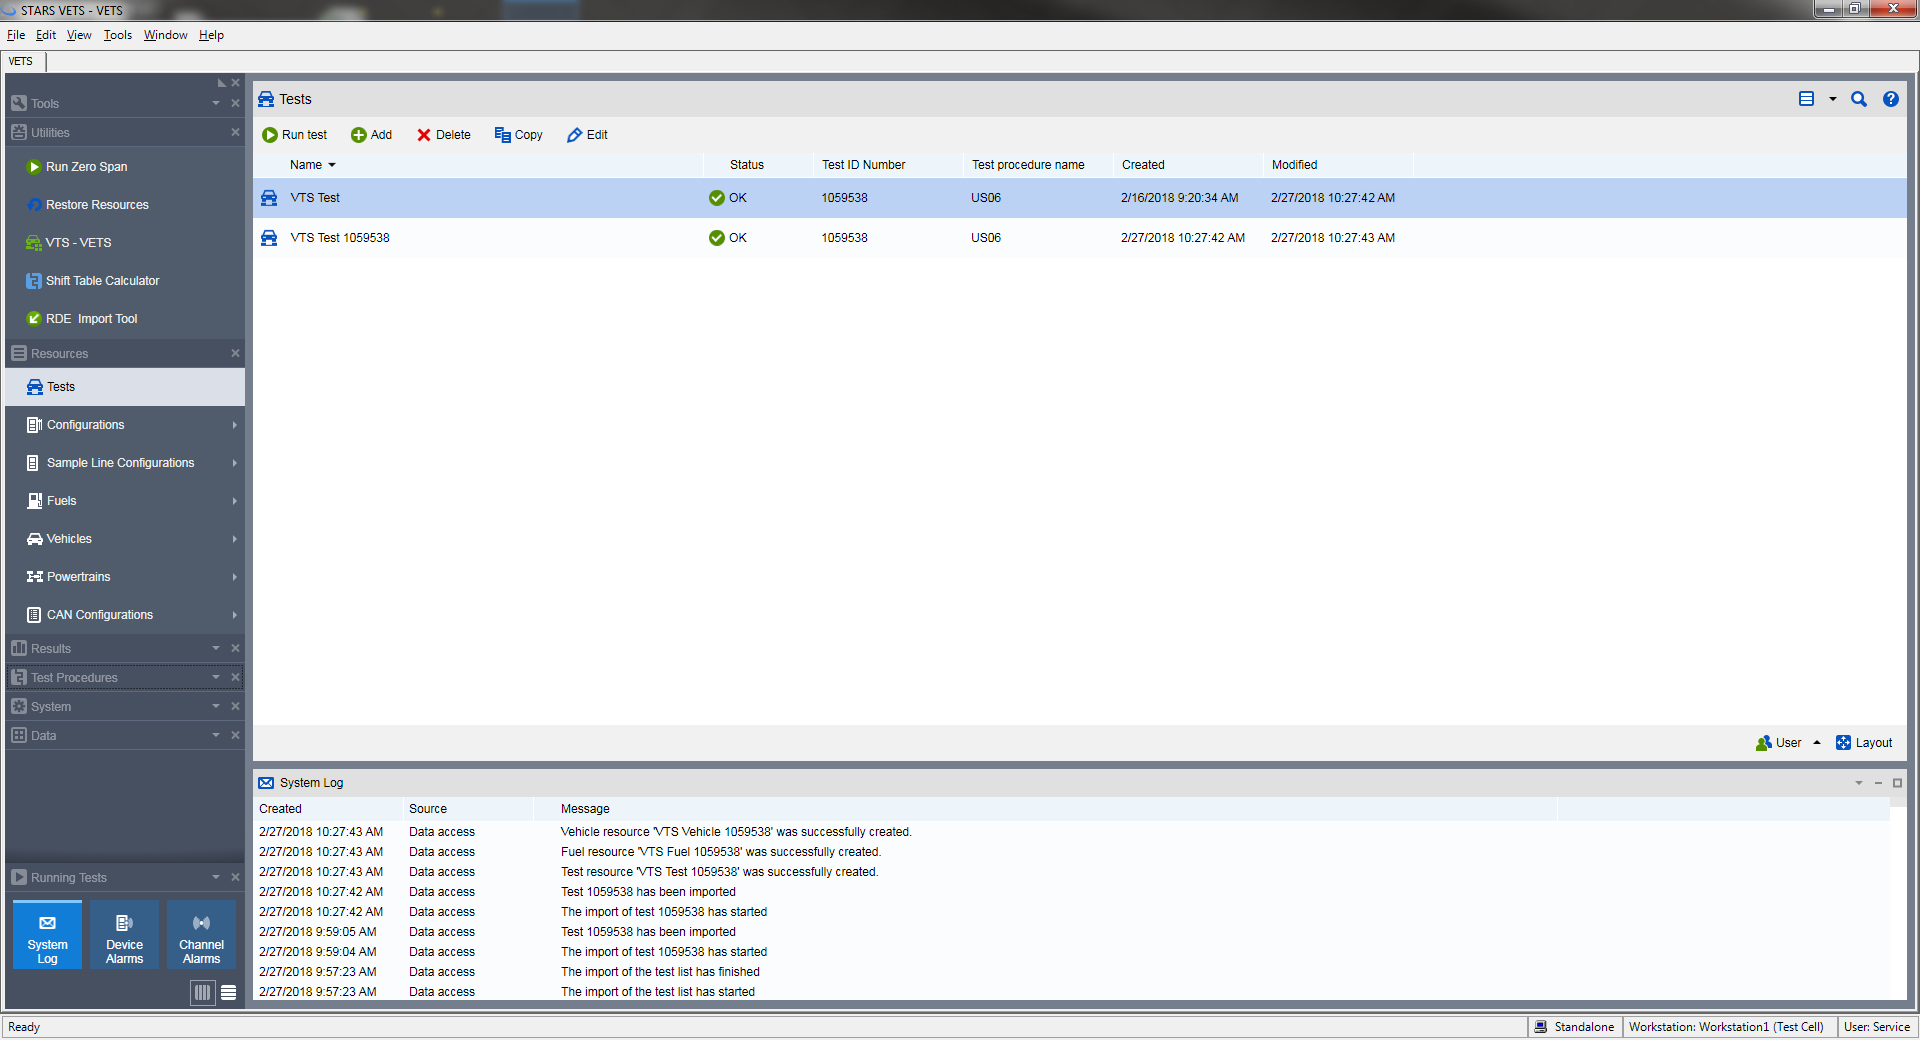 STARS VETS - VETS
File Edit View Tools Window Help
VETS
Tools
Utilities
Run Zero Span
Restore Resources
VTS - VETS
Shift Table Calculator
RDE Import Tool
Resources
Tests
Configurations
Sample Line Configurations
Fuels
Vehicles
Powertrains
CAN Configurations
Results
Test Procedures
System
Data
Running Tests
System Log
Device Alarms
Channel Alarms
Tests
Run test Add Delete Copy Edit
Name Status Test ID Number Test procedure name Created Modified
VTS Test OK 1059538 US06 2/16/2018 9:20:34 AM 2/27/2018 10:27:42 AM
VTS Test 1059538 OK 1059538 US06 2/27/2018 10:27:42 AM 2/27/2018 10:27:43 AM
User Layout
System Log
Created Source Message
2/27/2018 10:27:43 AM Data access Vehicle resource 'VTS Vehicle 1059538' was successfully created.
2/27/2018 10:27:43 AM Data access Fuel resource 'VTS Fuel 1059538' was successfully created.
2/27/2018 10:27:43 AM Data access Test resource 'VTS Test 1059538' was successfully created.
2/27/2018 10:27:42 AM Data access Test 1059538 has been imported
2/27/2018 10:27:42 AM Data access The import of test 1059538 has started
2/27/2018 9:59:05 AM Data access Test 1059538 has been imported
2/27/2018 9:59:04 AM Data access The import of test 1059538 has started
2/27/2018 9:57:23 AM Data access The import of the test list has finished
2/27/2018 9:57:23 AM Data access The import of the test list has started
Ready Standalone Workstation: Workstation1 (Test Cell) User: Service